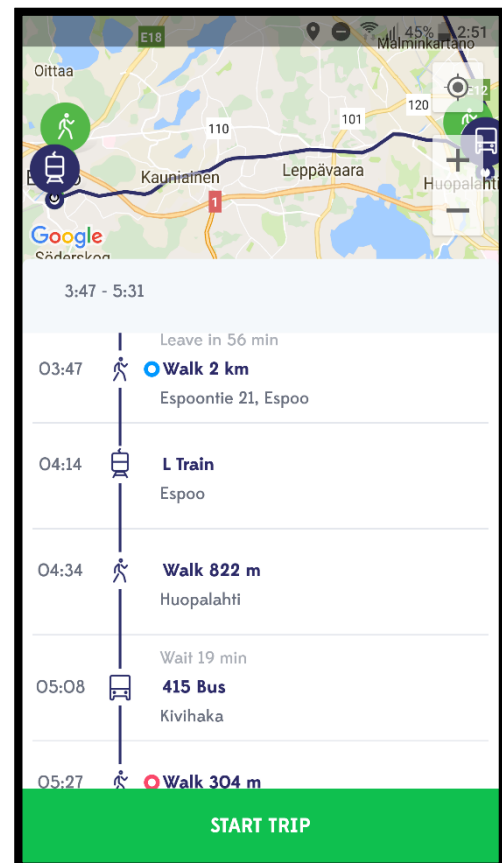 E18
45% 2:51
Malminkartano
Oittaa
E12
120
101
110
Kauniainen
Leppävaara
Huopalahti
1
Google
Söderskog
3:47 - 5:31
Leave in 56 min
03:47 Walk 2 km
Espoontie 21, Espoo
04:14 L Train
Espoo
04:34 Walk 822 m
Huopalahti
Wait 19 min
05:08 415 Bus
Kivihaka
05:27 Walk 304 m
START TRIP